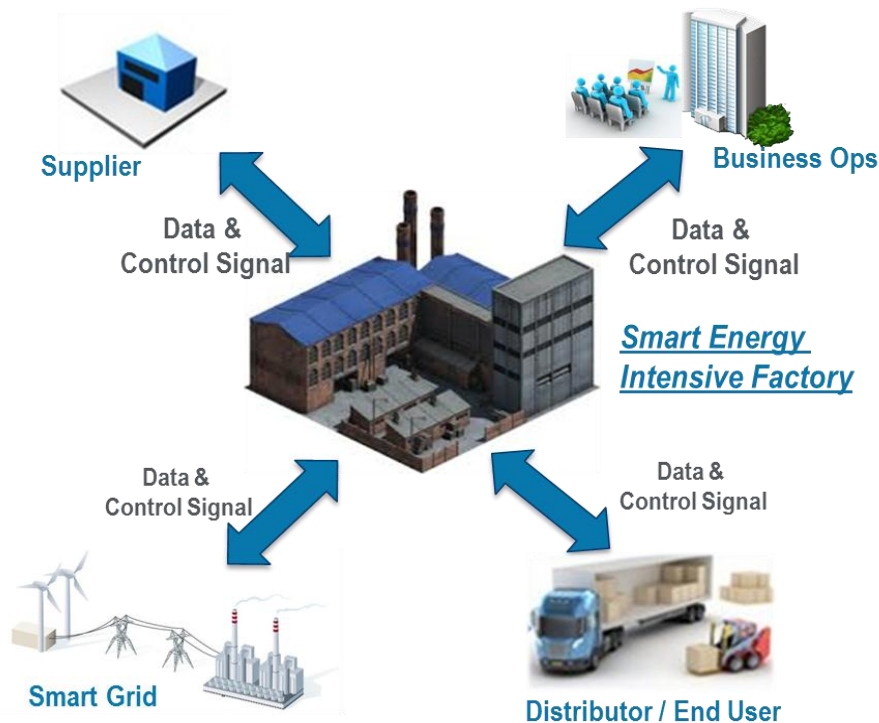 Supplier
Business Ops
Data &
Control Signal
Data &
Control Signal
Smart Energy
Intensive Factory
Data &
Control Signal
Data &
Control Signal
Smart Grid
Distributor / End User